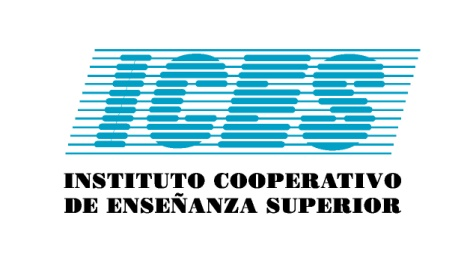 ICES
INSTITUTO COOPERATIVO
DE ENSEÑANZA SUPERIOR